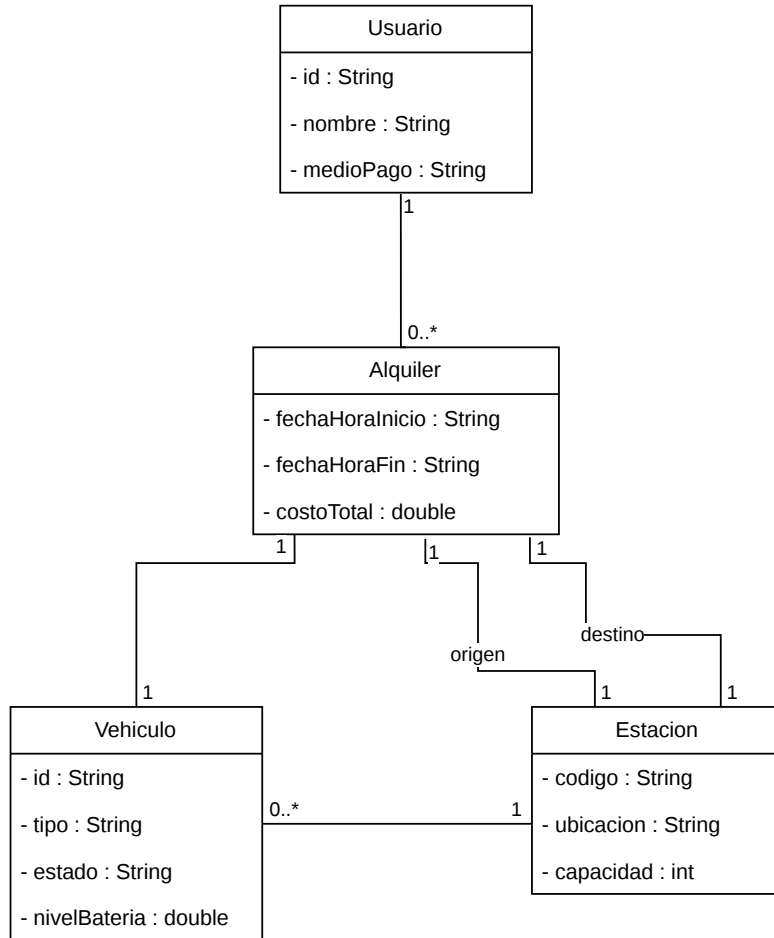 Usuario
- id : String
- nombre : String
- medioPago : String
1
0..*
Alquiler
- fechaHoraInicio : String
- fechaHoraFin : String
- costoTotal : double
1
1
1
destino
origen
1
1
1
Vehiculo
- id : String
- tipo : String
- estado : String
- nivelBateria : double
0..*
1
Estacion
- codigo : String
- ubicacion : String
- capacidad : int